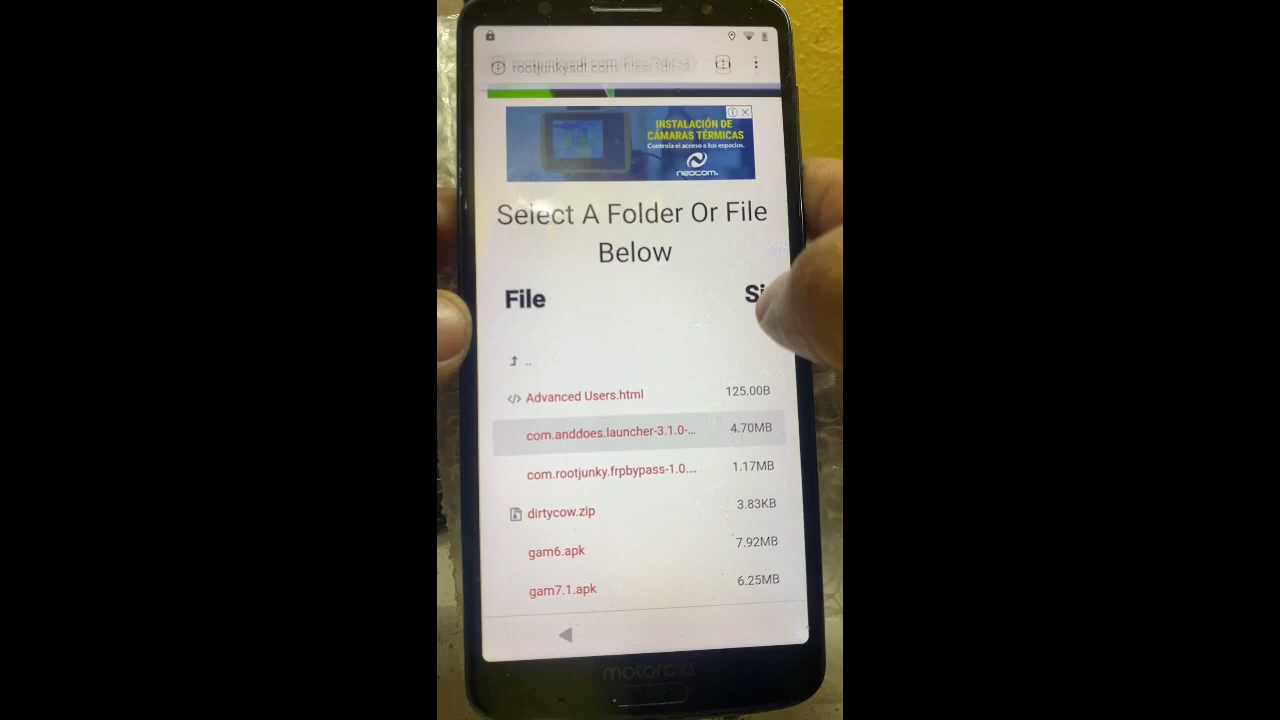 INSTALACIÓN DE
CÁMARAS TÉRMICAS
Controla el acceso a tus espacios.
neocom.
Select A Folder Or File
Below
File Si
..
Advanced Users.html 125.00B
com.anddoes.launcher-3.1.0-... 4.70MB
com.rootjunky.frpbypass-1.0.... 1.17MB
dirtycow.zip 3.83KB
gam6.apk 7.92MB
gam7.1.apk 6.25MB
motorola